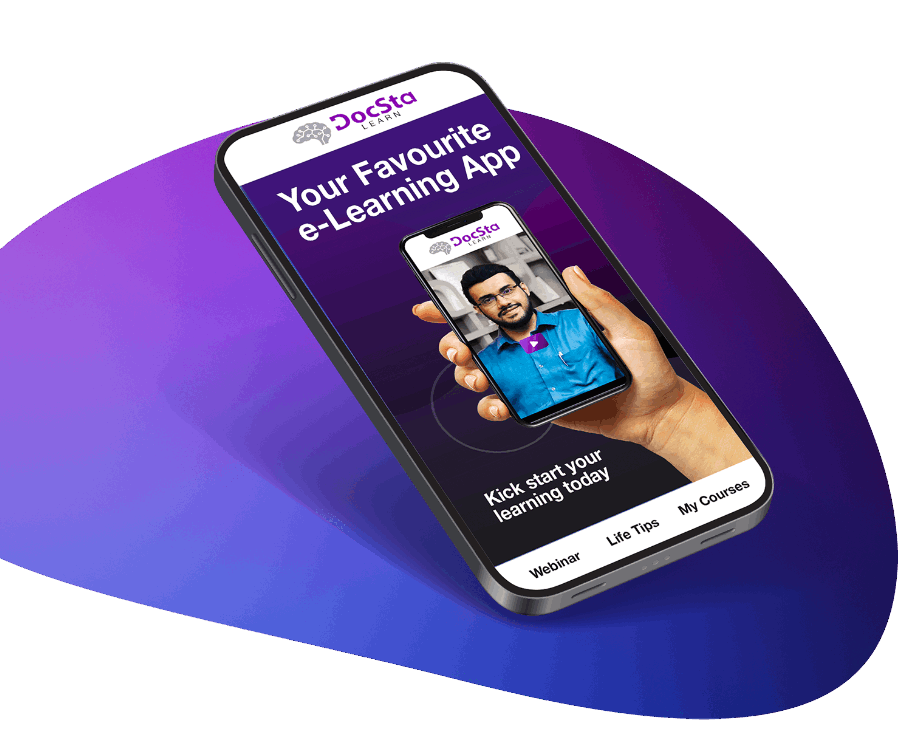 DocSta
LEARN
Your Favourite
e-Learning App
DocSta
LEARN
Kick start your
learning today
Webinar
Life Tips
My Courses